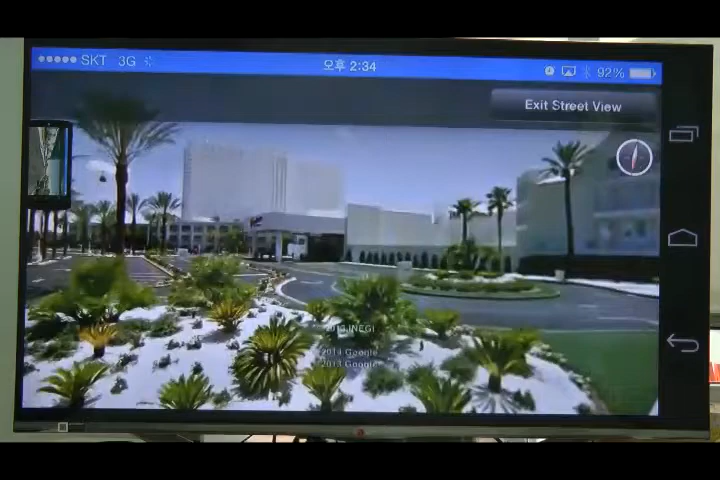 SKT 3G 오후 2:34 92%
Exit Street View
2013 INEGI
2014 Google
2013 Google